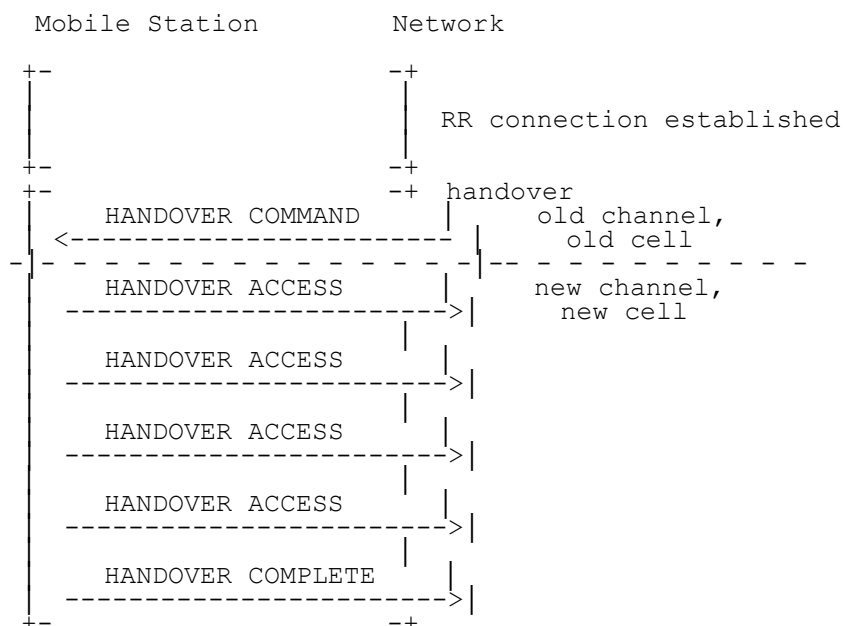 Mobile Station Network
RR connection established
handover
HANDOVER COMMAND old channel,
old cell
HANDOVER ACCESS new channel,
new cell
HANDOVER ACCESS
HANDOVER ACCESS
HANDOVER ACCESS
HANDOVER COMPLETE